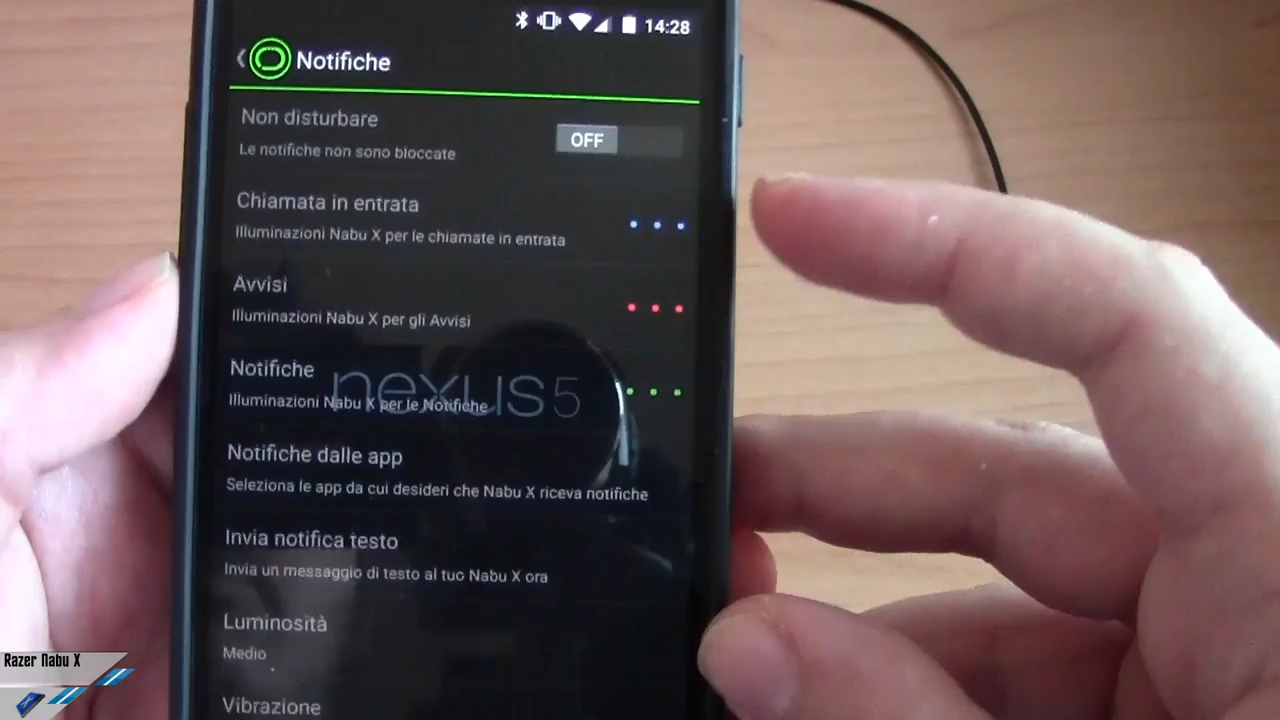 14:28
Notifiche
Non disturbare
OFF
Le notifiche non sono bloccate
Chiamata in entrata
Illuminazioni Nabu X per le chiamate in entrata
Avvisi
Illuminazioni Nabu X per gli Avvisi
Notifiche
nexus 5
Illuminazioni Nabu X per le Notifiche
Notifiche dalle app
Seleziona le app da cui desideri che Nabu X riceva notifiche
Invia notifica testo
Invia un messaggio di testo al tuo Nabu X ora
Luminosità
Medio
Vibrazione
Razer Nabu X